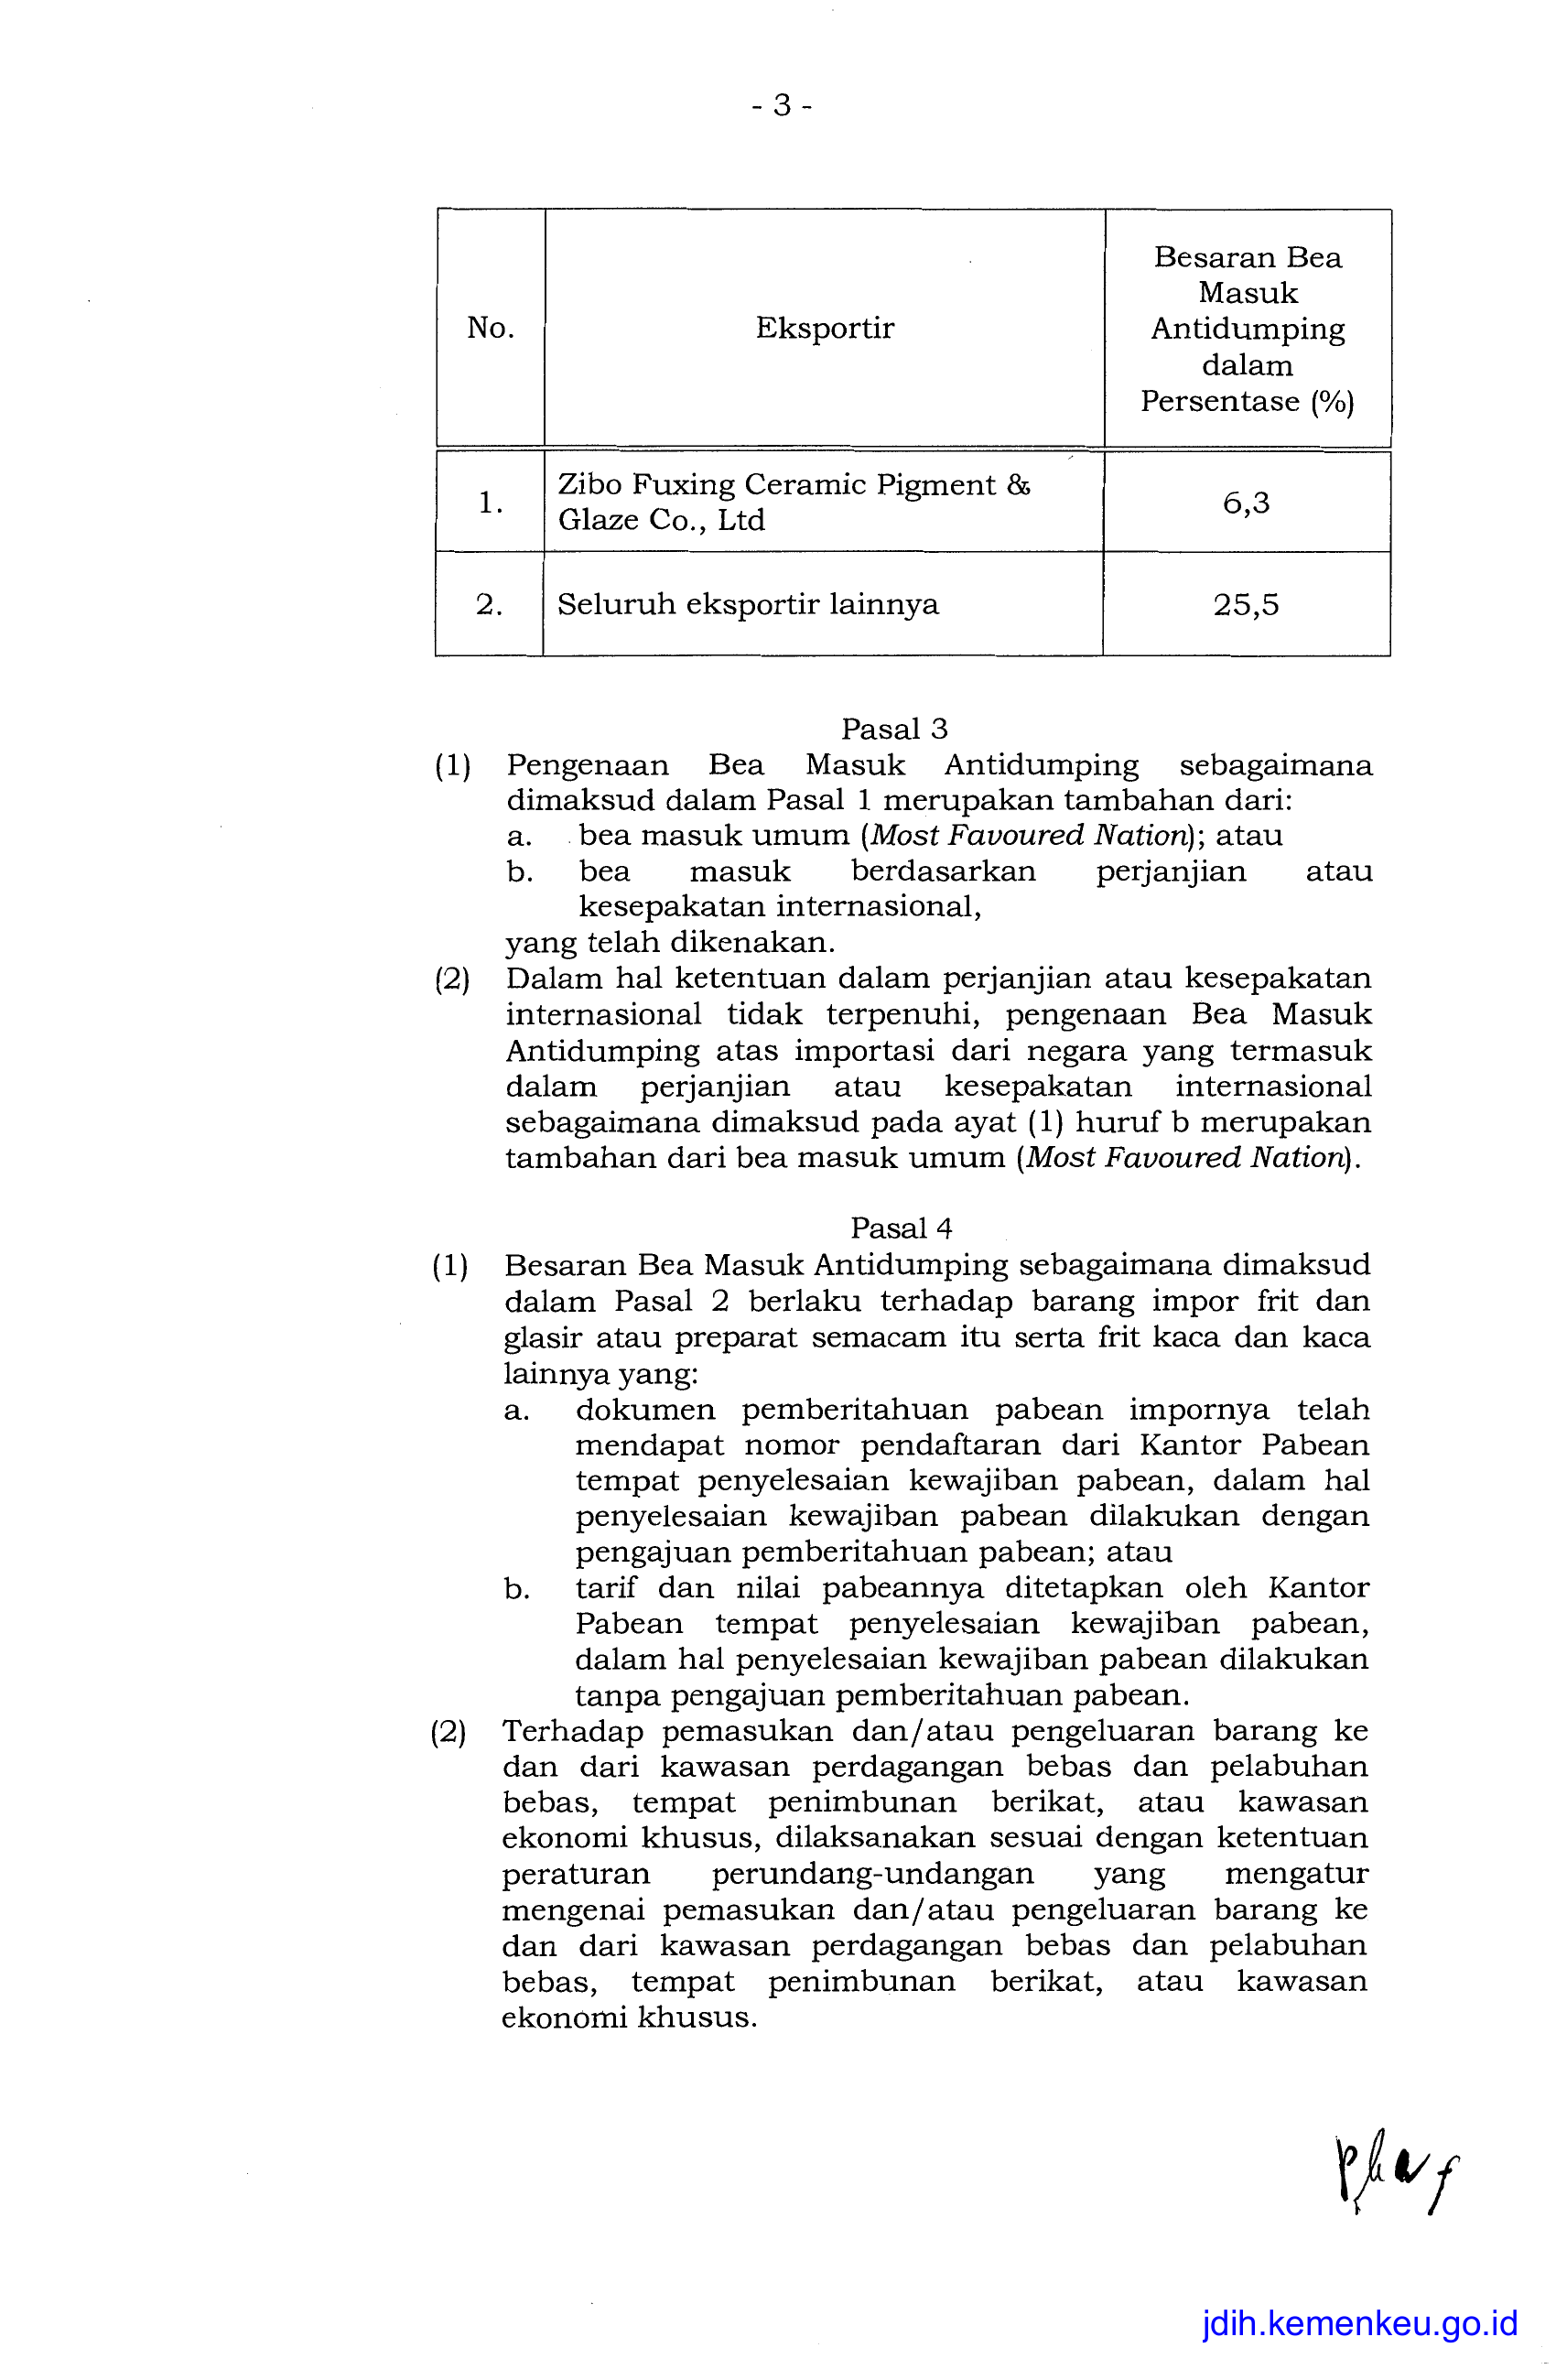 - 3 -
No.
Eksportir
Besaran Bea
Masuk
Antidumping
dalam
Persentase (%)
1.
Zibo Fuxing Ceramic Pigment &
Glaze Co., Ltd
6,3
2.
Seluruh eksportir lainnya
25,5
Pasal 3
(1) Pengenaan Bea Masuk Antidumping sebagaimana
dimaksud dalam Pasal 1 merupakan tambahan dari:
a. bea masuk umum (Most Favoured Nation); atau
b. bea masuk berdasarkan perjanjian atau
kesepakatan internasional,
yang telah dikenakan.
(2) Dalam hal ketentuan dalam perjanjian atau kesepakatan
internasional tidak terpenuhi, pengenaan Bea Masuk
Antidumping atas importasi dari negara yang termasuk
dalam perjanjian atau kesepakatan internasional
sebagaimana dimaksud pada ayat (1) huruf b merupakan
tambahan dari bea masuk umum (Most Favoured Nation).
Pasal 4
(1) Besaran Bea Masuk Antidumping sebagaimana dimaksud
dalam Pasal 2 berlaku terhadap barang impor frit dan
glasir atau preparat semacam itu serta frit kaca dan kaca
lainnya yang:
a. dokumen pemberitahuan pabean impornya telah
mendapat nomor pendaftaran dari Kantor Pabean
tempat penyelesaian kewajiban pabean, dalam hal
penyelesaian kewajiban pabean dilakukan dengan
pengajuan pemberitahuan pabean; atau
b. tarif dan nilai pabeannya ditetapkan oleh Kantor
Pabean tempat penyelesaian kewajiban pabean,
dalam hal penyelesaian kewajiban pabean dilakukan
tanpa pengajuan pemberitahuan pabean.
(2) Terhadap pemasukan dan/atau pengeluaran barang ke
dan dari kawasan perdagangan bebas dan pelabuhan
bebas, tempat penimbunan berikat, atau kawasan
ekonomi khusus, dilaksanakan sesuai dengan ketentuan
peraturan perundang-undangan yang mengatur
mengenai pemasukan dan/atau pengeluaran barang ke
dan dari kawasan perdagangan bebas dan pelabuhan
bebas, tempat penimbunan berikat, atau kawasan
ekonomi khusus.
jdih.kemenkeu.go.id